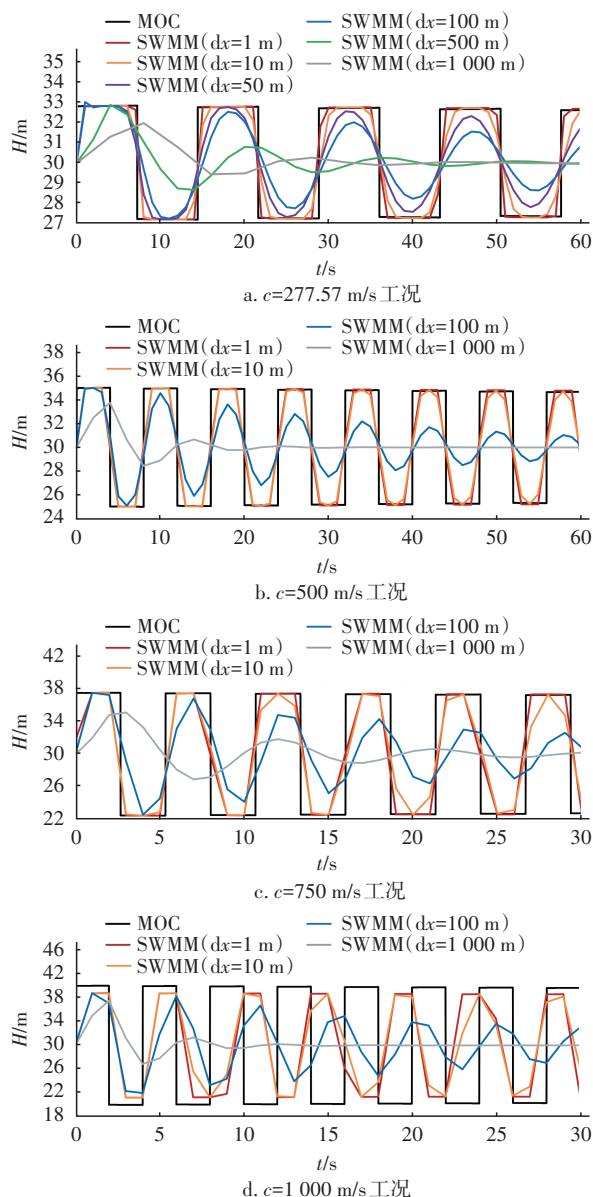 MOC
SWMM(dx=100 m)
SWMM(dx=1 m)
SWMM(dx=500 m)
SWMM(dx=10 m)
SWMM(dx=1 000 m)
SWMM(dx=50 m)
H/m
35
34
33
32
31
30
29
28
27
0 10 20 30 40 50 60
t/s
a. c=277.57 m/s 工况
MOC
SWMM(dx=100 m)
SWMM(dx=1 m)
SWMM(dx=1 000 m)
SWMM(dx=10 m)
H/m
38
36
34
32
30
28
26
24
0 10 20 30 40 50 60
t/s
b. c=500 m/s 工况
MOC
SWMM(dx=100 m)
SWMM(dx=1 m)
SWMM(dx=1 000 m)
SWMM(dx=10 m)
H/m
42
38
34
30
26
22
0 5 10 15 20 25 30
t/s
c. c=750 m/s 工况
MOC
SWMM(dx=100 m)
SWMM(dx=1 m)
SWMM(dx=1 000 m)
SWMM(dx=10 m)
H/m
46
42
38
34
30
26
22
18
0 5 10 15 20 25 30
t/s
d. c=1 000 m/s 工况